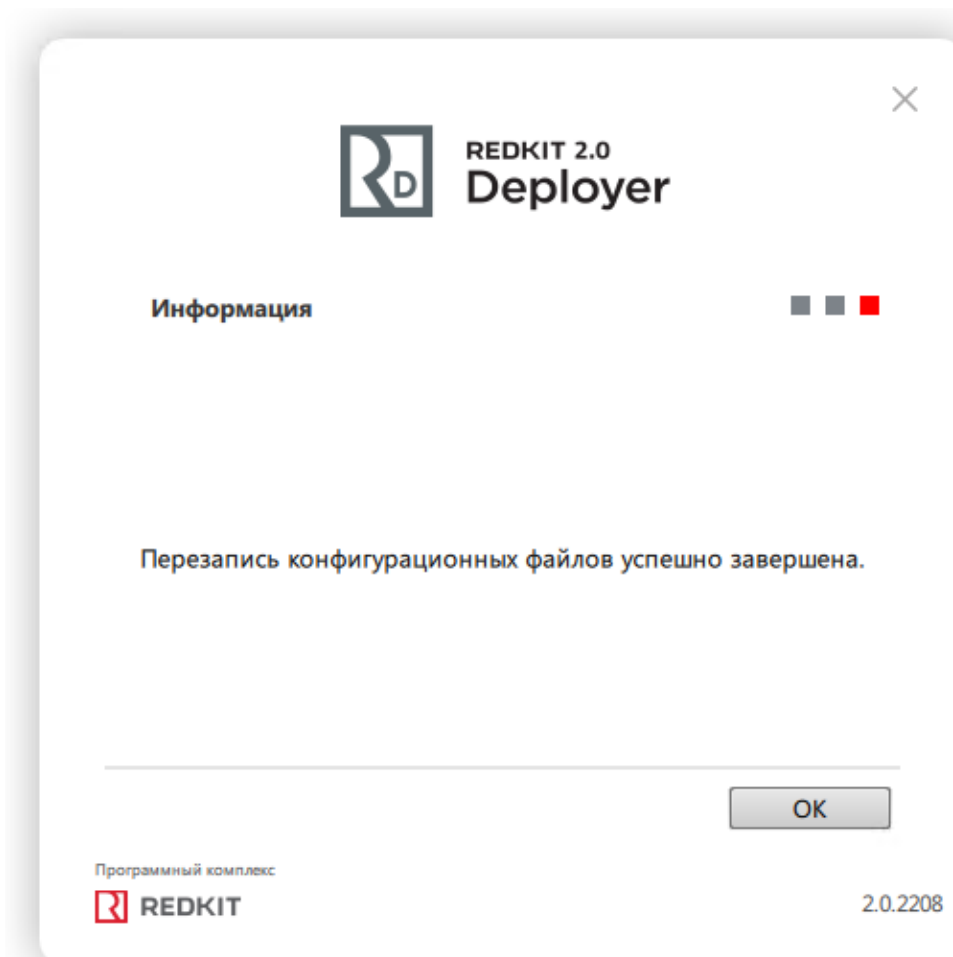 REDKIT 2.0
Deployer
Информация
Перезапись конфигурационных файлов успешно завершена.
OK
Программный комплекс
REDKIT
2.0.2208